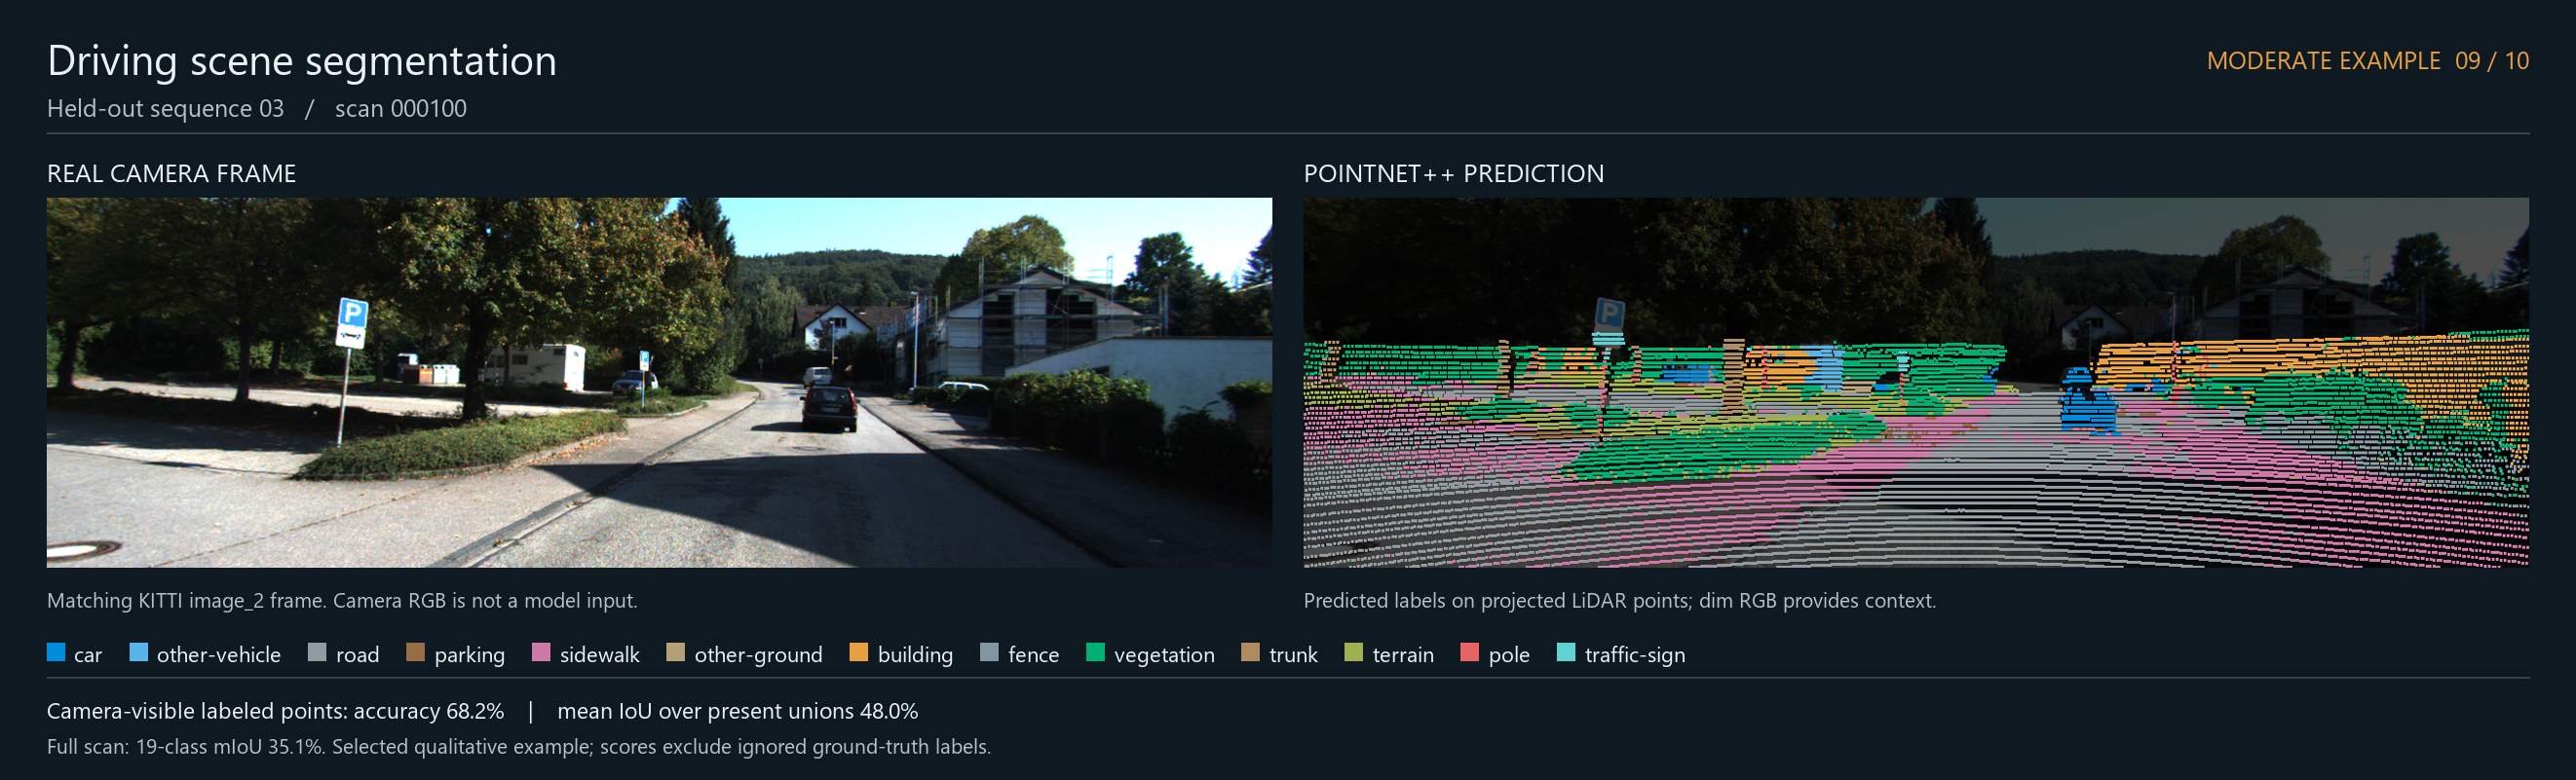 Driving scene segmentation
MODERATE EXAMPLE 09 / 10
Held-out sequence 03 / scan 000100
REAL CAMERA FRAME
POINTNET++ PREDICTION
P
P
Matching KITTI image_2 frame. Camera RGB is not a model input.
Predicted labels on projected LiDAR points; dim RGB provides context.
car other-vehicle road parking sidewalk other-ground building fence vegetation trunk terrain pole traffic-sign
Camera-visible labeled points: accuracy 68.2% | mean IoU over present unions 48.0%
Full scan: 19-class mIoU 35.1%. Selected qualitative example; scores exclude ignored ground-truth labels.